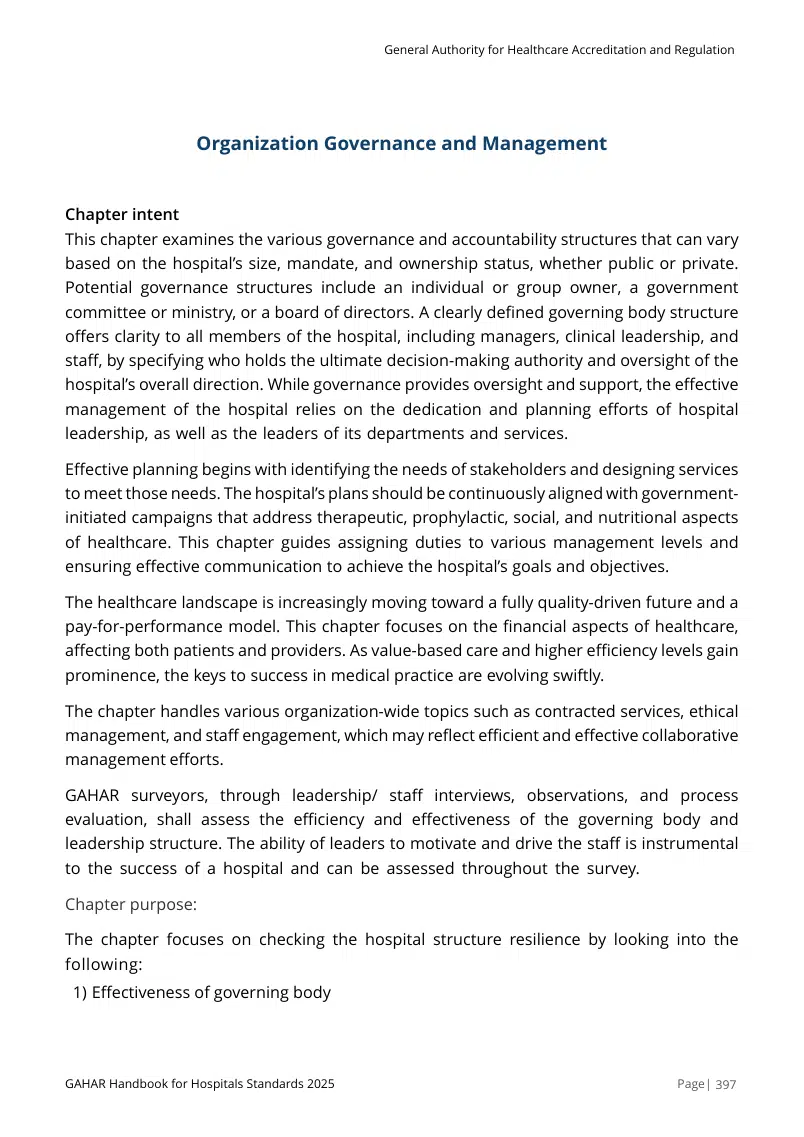 General Authority for Healthcare Accreditation and Regulation
Organization Governance and Management
Chapter intent
This chapter examines the various governance and accountability structures that can vary
based on the hospital’s size, mandate, and ownership status, whether public or private.
Potential governance structures include an individual or group owner, a government
committee or ministry, or a board of directors. A clearly defined governing body structure
offers clarity to all members of the hospital, including managers, clinical leadership, and
staff, by specifying who holds the ultimate decision-making authority and oversight of the
hospital’s overall direction. While governance provides oversight and support, the effective
management of the hospital relies on the dedication and planning efforts of hospital
leadership, as well as the leaders of its departments and services.
Effective planning begins with identifying the needs of stakeholders and designing services
to meet those needs. The hospital’s plans should be continuously aligned with government-
initiated campaigns that address therapeutic, prophylactic, social, and nutritional aspects
of healthcare. This chapter guides assigning duties to various management levels and
ensuring effective communication to achieve the hospital’s goals and objectives.
The healthcare landscape is increasingly moving toward a fully quality-driven future and a
pay-for-performance model. This chapter focuses on the financial aspects of healthcare,
affecting both patients and providers. As value-based care and higher efficiency levels gain
prominence, the keys to success in medical practice are evolving swiftly.
The chapter handles various organization-wide topics such as contracted services, ethical
management, and staff engagement, which may reflect efficient and effective collaborative
management efforts.
GAHAR surveyors, through leadership/ staff interviews, observations, and process
evaluation, shall assess the efficiency and effectiveness of the governing body and
leadership structure. The ability of leaders to motivate and drive the staff is instrumental
to the success of a hospital and can be assessed throughout the survey.
Chapter purpose:
The chapter focuses on checking the hospital structure resilience by looking into the
following:
1) Effectiveness of governing body
GAHAR Handbook for Hospitals Standards 2025
Page| 397